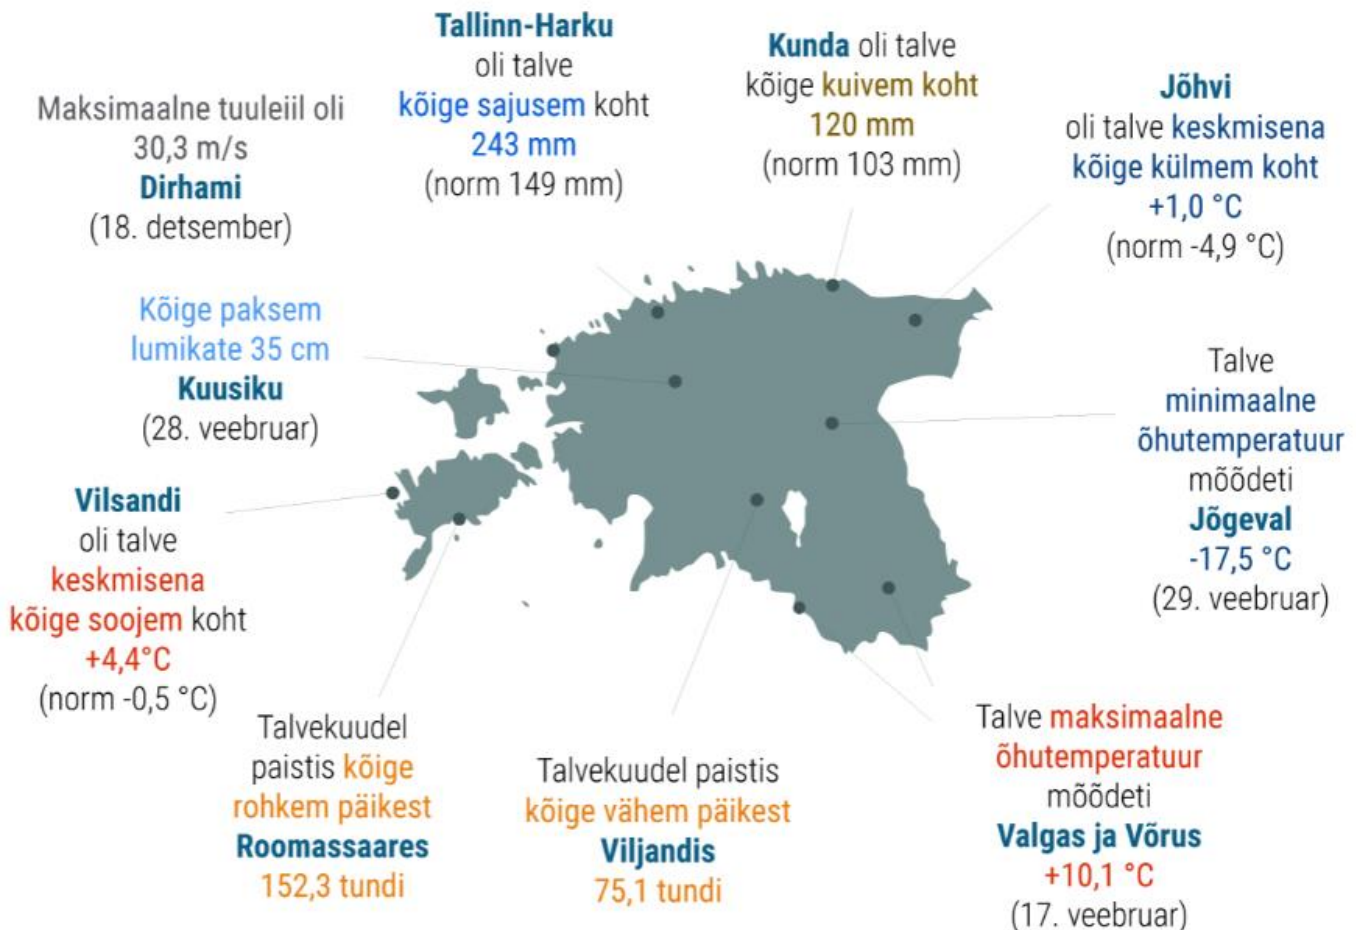 Tallinn-Harku
oli talve
kõige sajusem koht
243 mm
(norm 149 mm)
Kunda oli talve
kõige kuivem koht
120 mm
(norm 103 mm)
Jõhvi
oli talve keskmisena
kõige külmem koht
+1,0 °C
(norm -4,9 °C)
Maksimaalne tuuleiil oli
30,3 m/s
Dirhami
(18. detsember)
Kõige paksem
lumikate 35 cm
Kuusiku
(28. veebruar)
Talve
minimaalne
õhutemperatuur
mõõdeti
Jõgeval
-17,5 °C
(29. veebruar)
Vilsandi
oli talve
keskmisena
kõige soojem koht
+4,4°C
(norm -0,5 °C)
Talvekuudel
paistis kõige
rohkem päikest
Roomassaares
152,3 tundi
Talvekuudel paistis
kõige vähem päikest
Viljandis
75,1 tundi
Talve maksimaalne
õhutemperatuur
mõõdeti
Valgas ja Võrus
+10,1 °C
(17. veebruar)